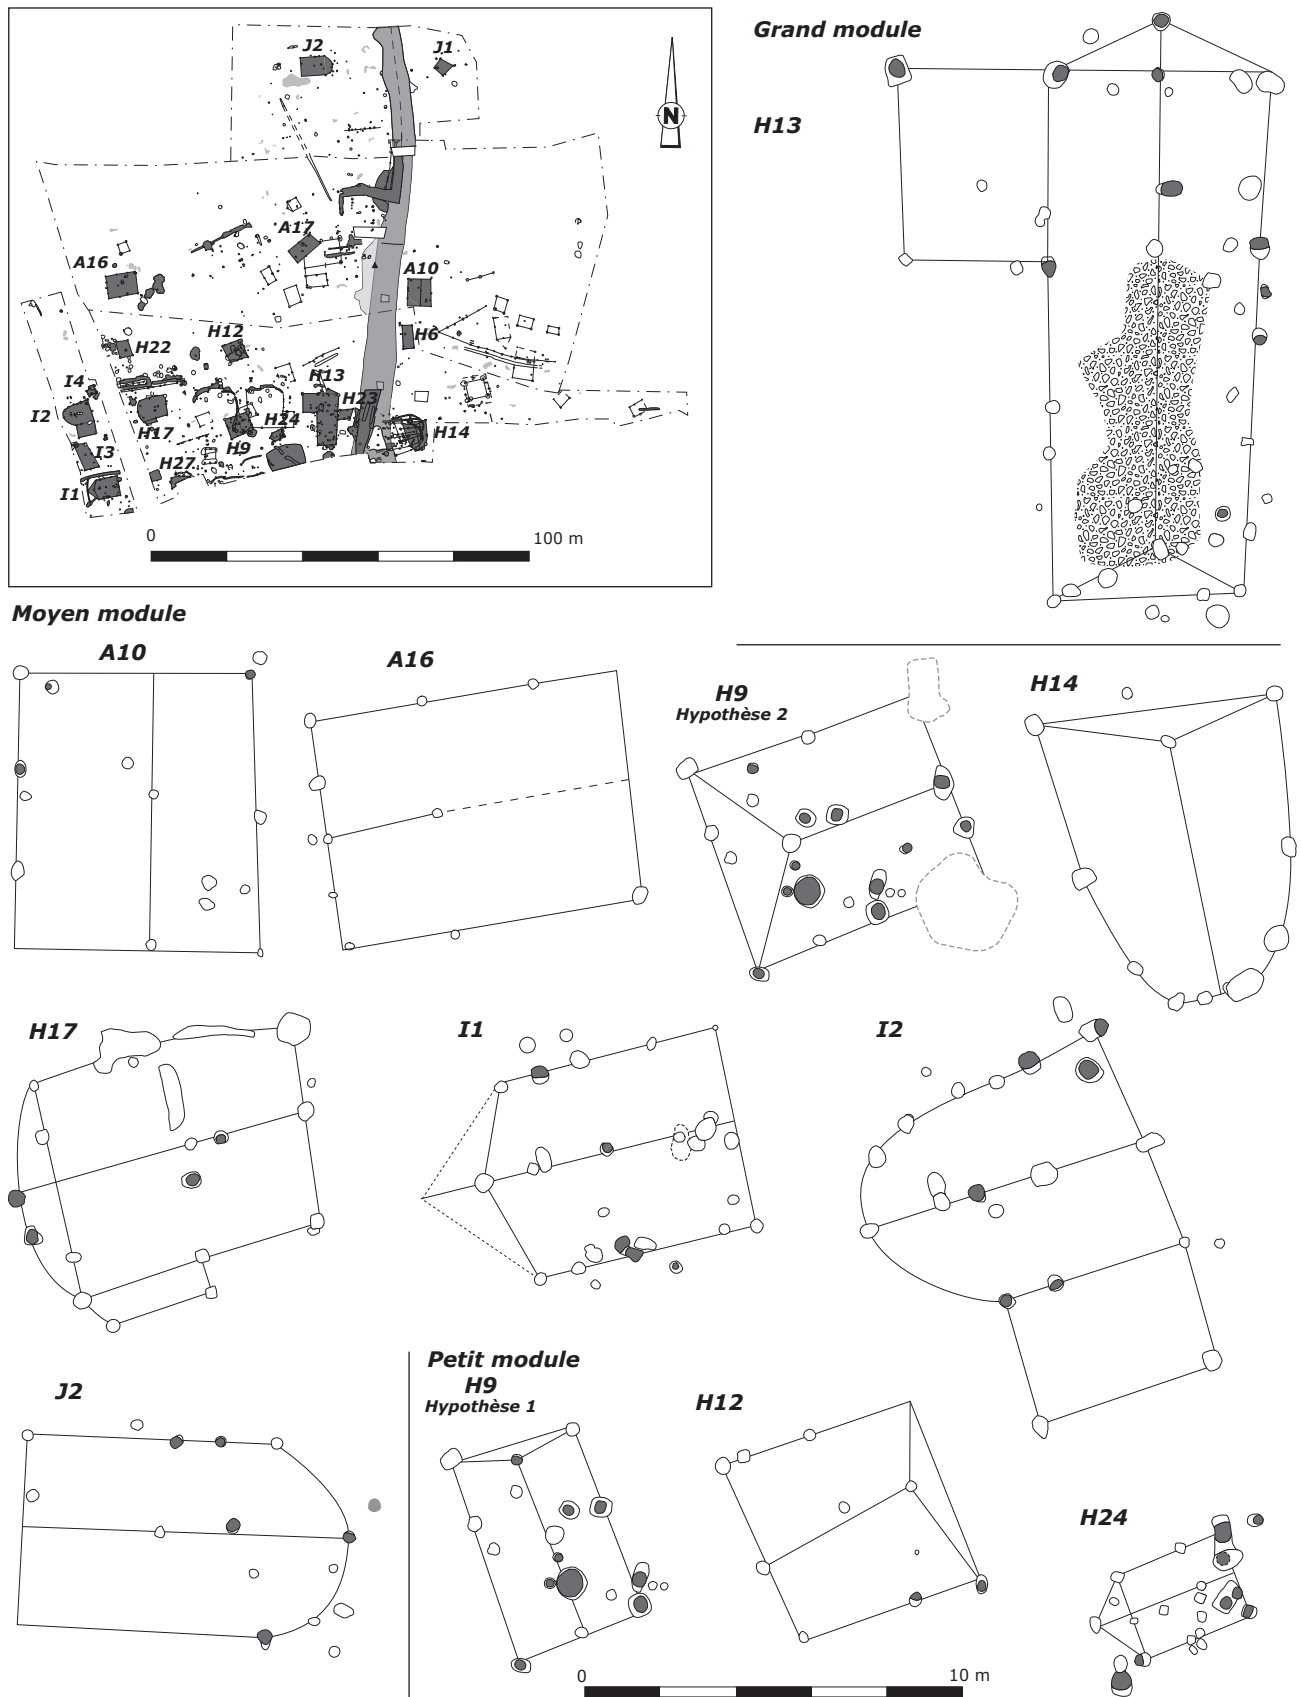 J2
J1
N
A17
A16
A10
H6
H12
H22
H13
I4
H23
I2
H24
H14
H17
I3
H9
H27
I1
0
100 m
Grand module
H13
Moyen module
A10
A16
H9
Hypothèse 2
H14
H17
I1
I2
J2
Petit module
H9
Hypothèse 1
H12
H24
0
10 m